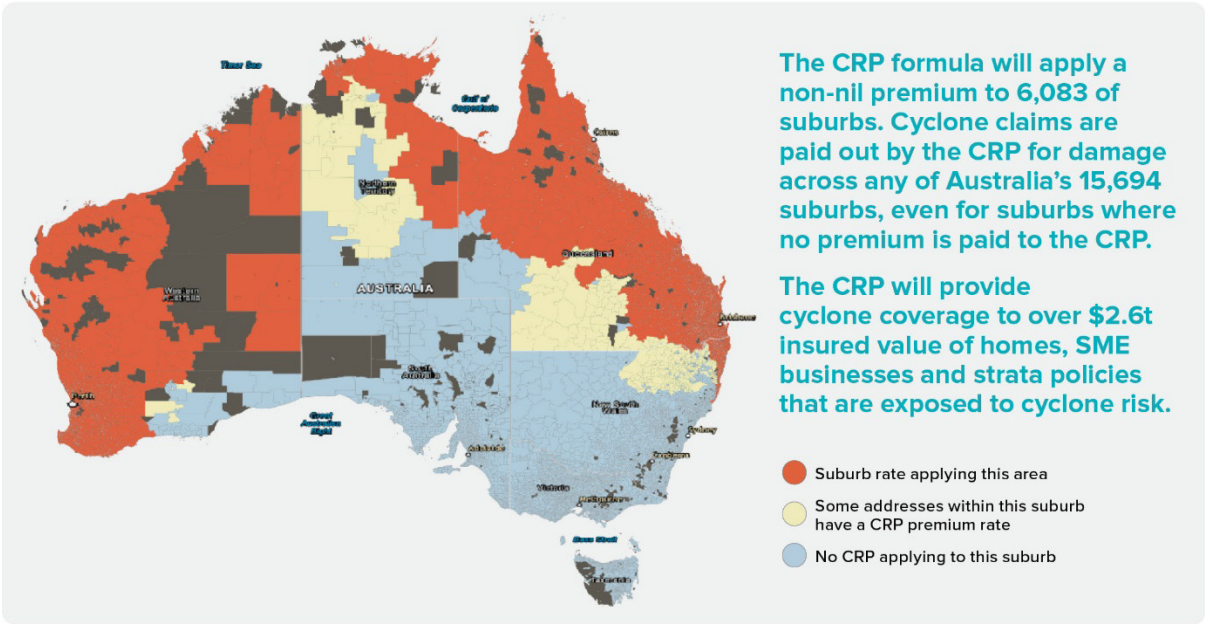 Timor Sea
Gulf of
Carpentaria
Cairns
Northern
Territory
Queensland
AUSTRALIA
Western
Australia
Brisbane
South
Australia
Perth
New South
Wales
Great
Australian
Bight
Sydney
Adelaide
Canberra
Victoria
Melbourne
Bass Strait
Tasmania
The CRP formula will apply a
non-nil premium to 6,083 of
suburbs. Cyclone claims are
paid out by the CRP for damage
across any of Australia’s 15,694
suburbs, even for suburbs where
no premium is paid to the CRP.
The CRP will provide
cyclone coverage to over $2.6t
insured value of homes, SME
businesses and strata policies
that are exposed to cyclone risk.
Suburb rate applying this area
Some addresses within this suburb
have a CRP premium rate
No CRP applying to this suburb